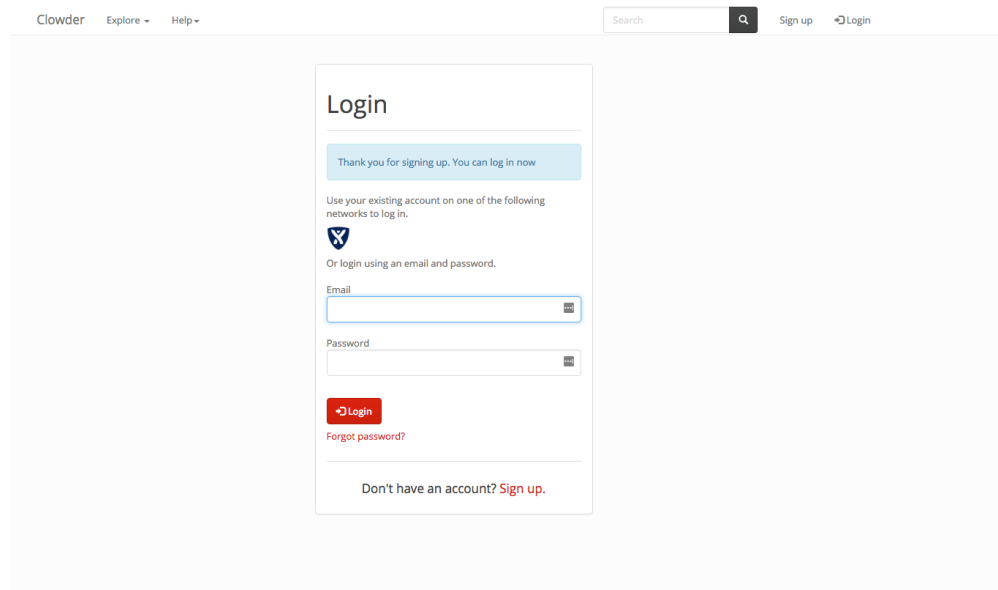 Clowder Explore Help Search Sign up Login
Login
Thank you for signing up. You can log in now
Use your existing account on one of the following
networks to log in.
Or login using an email and password.
Email
Password
Login
Forgot password?
Don't have an account? Sign up.